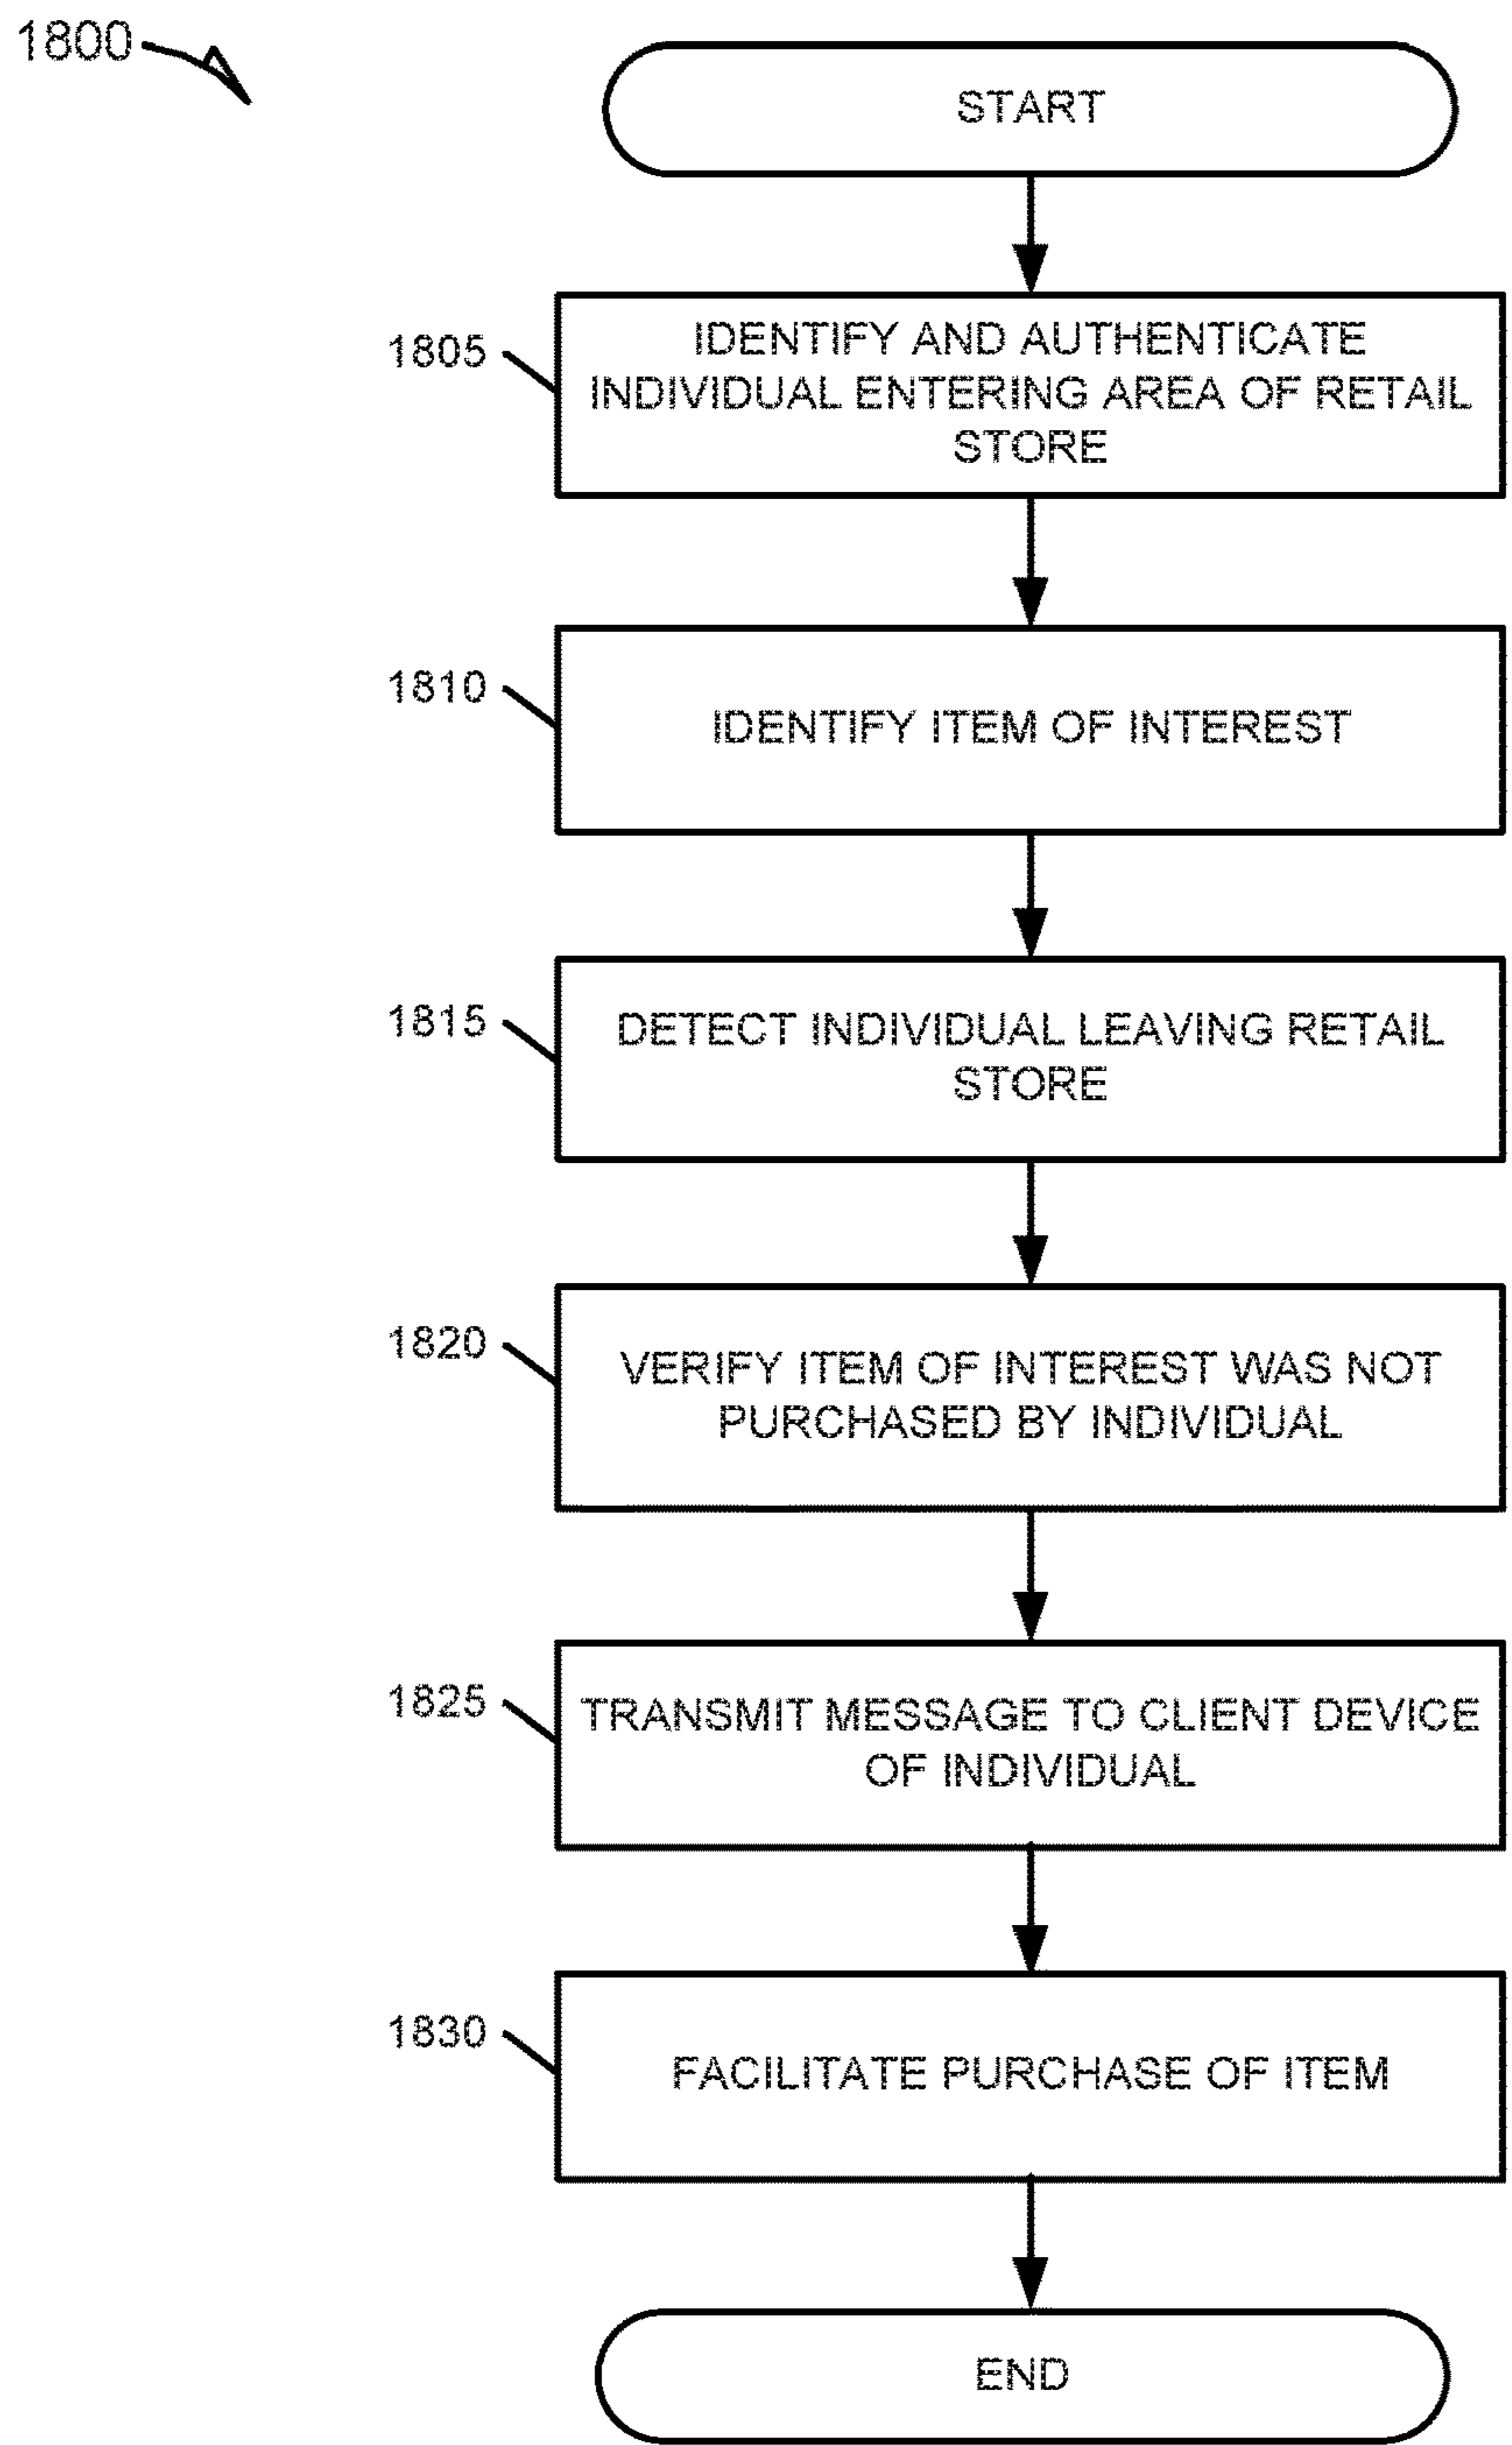 1800
START
1805
IDENTIFY AND AUTHENTICATE
INDIVIDUAL ENTERING AREA OF RETAIL
STORE
1810
IDENTIFY ITEM OF INTEREST
1815
DETECT INDIVIDUAL LEAVING RETAIL
STORE
1820
VERIFY ITEM OF INTEREST WAS NOT
PURCHASED BY INDIVIDUAL
1825
TRANSMIT MESSAGE TO CLIENT DEVICE
OF INDIVIDUAL
1830
FACILITATE PURCHASE OF ITEM
END